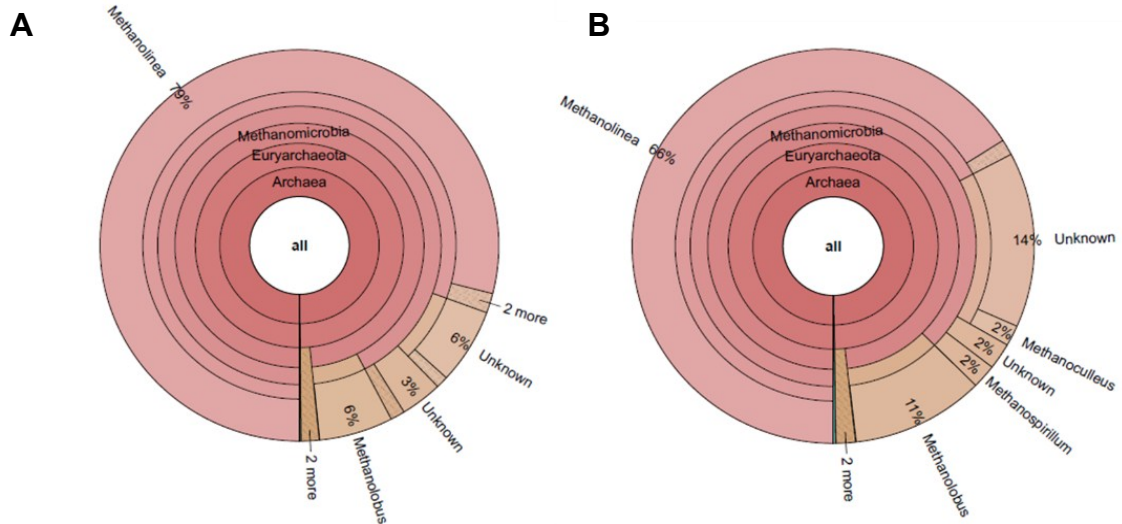 A
Methanolinea 79%
Methanomicrobia
Euryarchaeota
Archaea
all
2 more
6% Unknown
3% Unknown
6% Methanolobus
2 more
B
Methanolinea 66%
Methanomicrobia
Euryarchaeota
Archaea
all
14% Unknown
2% Methanoculleus
2% Unknown
2% Methanospirillum
11% Methanolobus
2 more